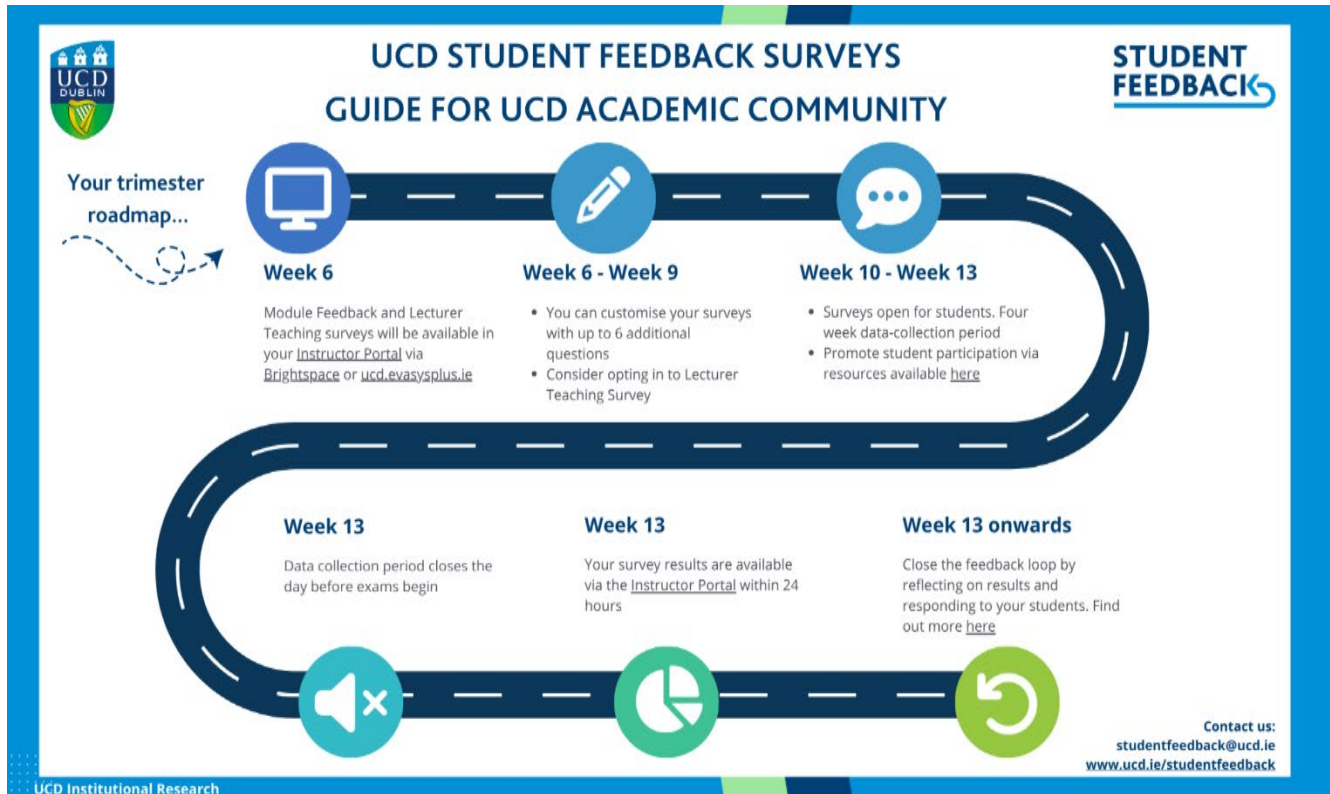 UCD
DUBLIN
UCD STUDENT FEEDBACK SURVEYS
GUIDE FOR UCD ACADEMIC COMMUNITY
STUDENT
FEEDBACK
Your trimester
roadmap...
Week 6
Module Feedback and Lecturer
Teaching surveys will be available in
your Instructor Portal via
Brightspace or ucd.evasysplus.ie
Week 6 - Week 9
• You can customise your surveys
with up to 6 additional
questions
• Consider opting in to Lecturer
Teaching Survey
Week 10 - Week 13
• Surveys open for students. Four
week data-collection period
• Promote student participation via
resources available here
Week 13
Data collection period closes the
day before exams begin
Week 13
Your survey results are available
via the Instructor Portal within 24
hours
Week 13 onwards
Close the feedback loop by
reflecting on results and
responding to your students. Find
out more here
Contact us:
studentfeedback@ucd.ie
www.ucd.ie/studentfeedback
UCD Institutional Research